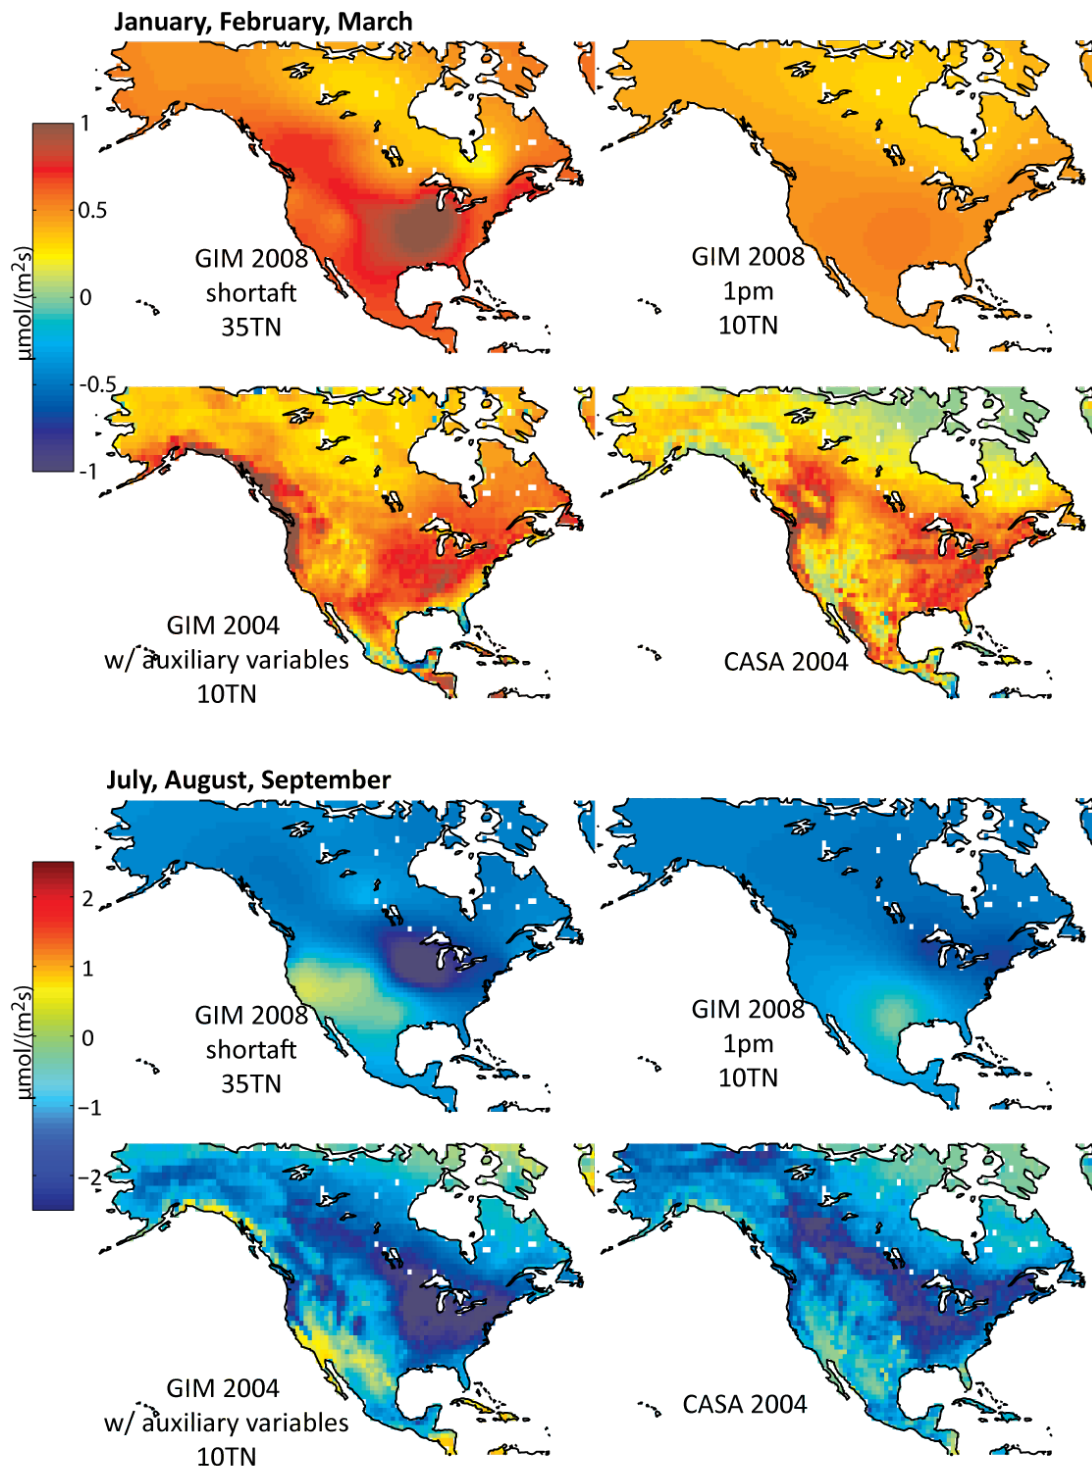 January, February, March
1
0.5
0
-0.5
-1
µmol/(m²s)
GIM 2008
shortaft
35TN
GIM 2008
1pm
10TN
GIM 2004
w/ auxiliary variables
10TN
CASA 2004
July, August, September
2
1
0
−1
−2
µmol/(m²s)
GIM 2008
shortaft
35TN
GIM 2008
1pm
10TN
GIM 2004
w/ auxiliary variables
10TN
CASA 2004